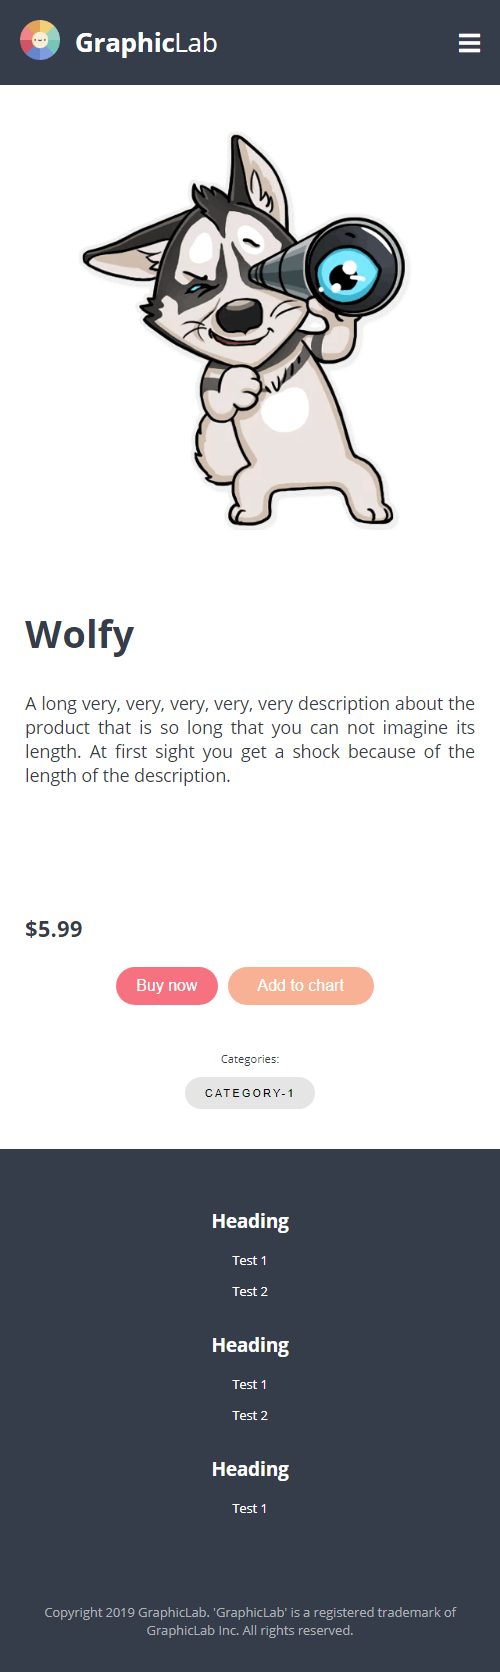 GraphicLab
Wolfy
A long very, very, very, very, very description about the
product that is so long that you can not imagine its
length. At first sight you get a shock because of the
length of the description.
$5.99
Buy now Add to chart
Categories:
CATEGORY-1
Heading
Test 1
Test 2
Heading
Test 1
Test 2
Heading
Test 1
Copyright 2019 GraphicLab. 'GraphicLab' is a registered trademark of
GraphicLab Inc. All rights reserved.